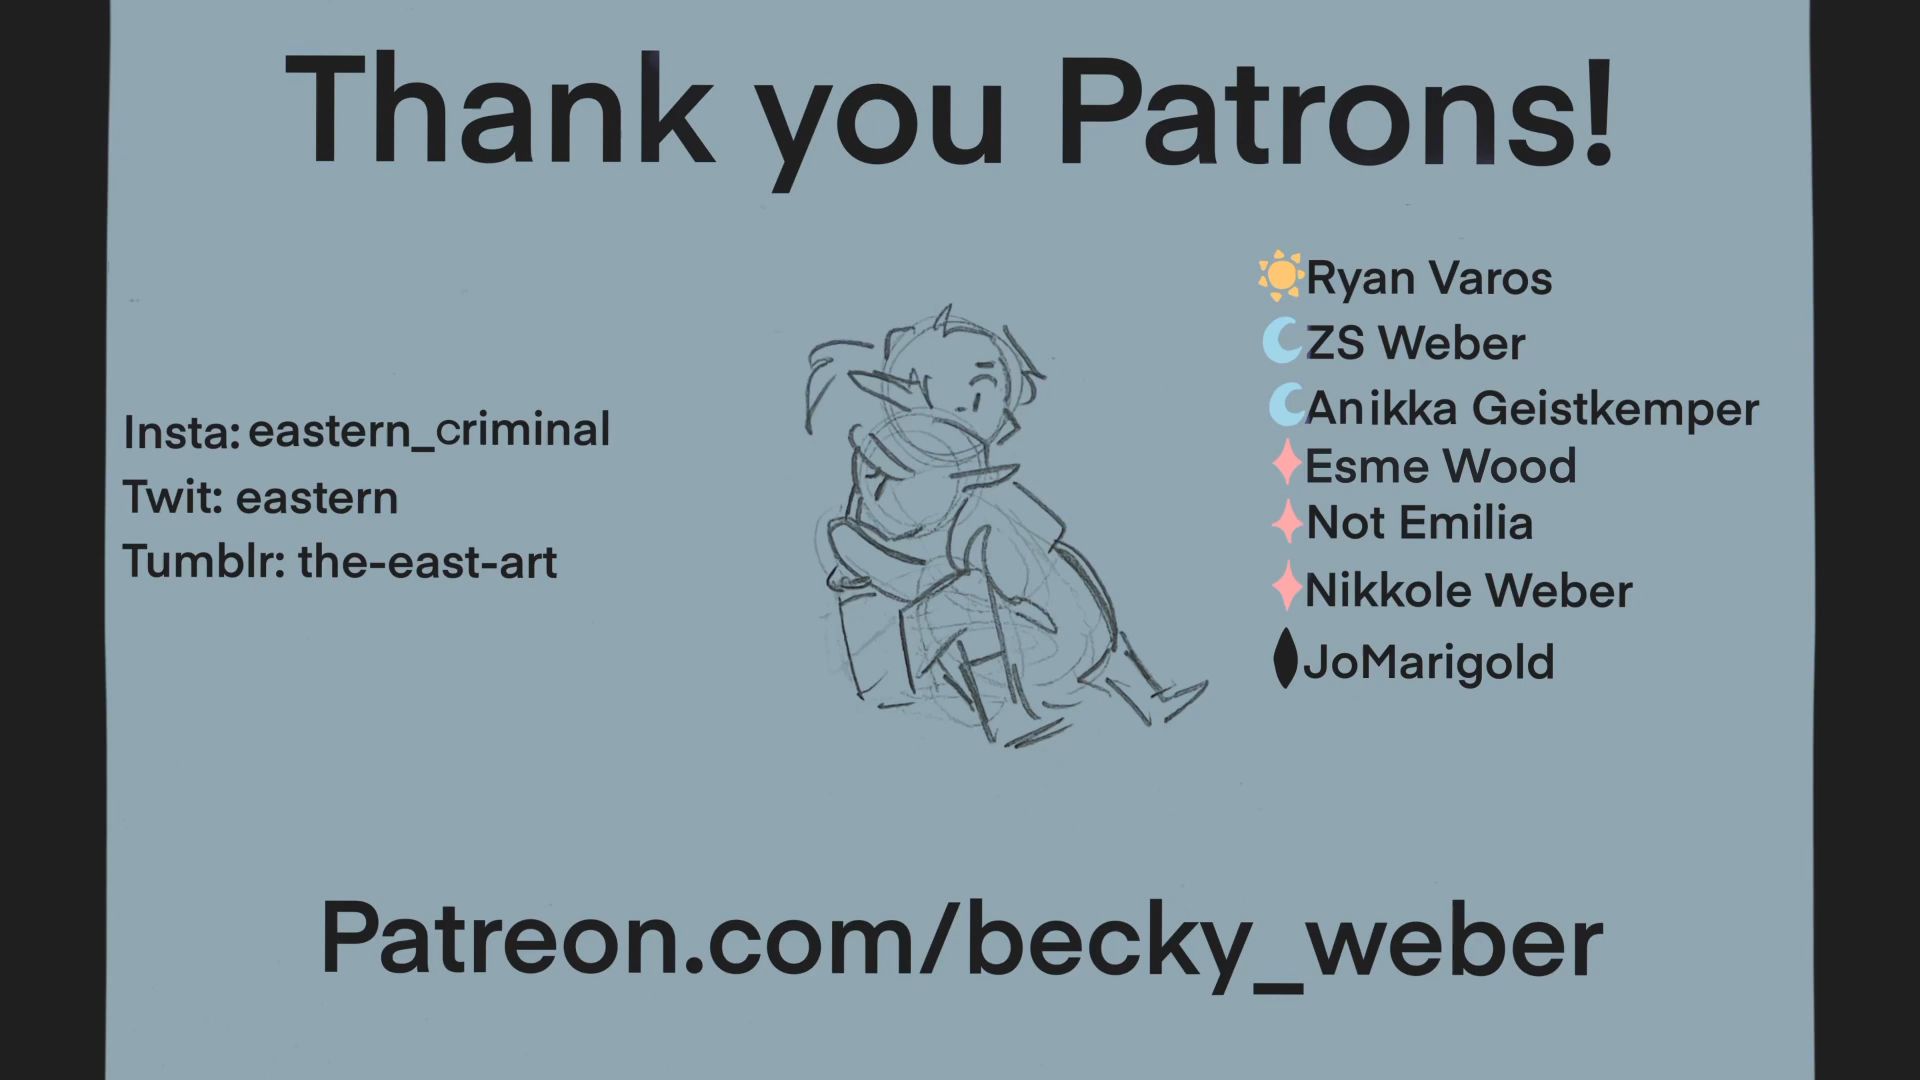 Thank you Patrons!
Insta: eastern_criminal
Twit: eastern
Tumblr: the-east-art
Ryan Varos
ZS Weber
Anikka Geistkemper
Esme Wood
Not Emilia
Nikkole Weber
JoMarigold
Patreon.com/becky_weber